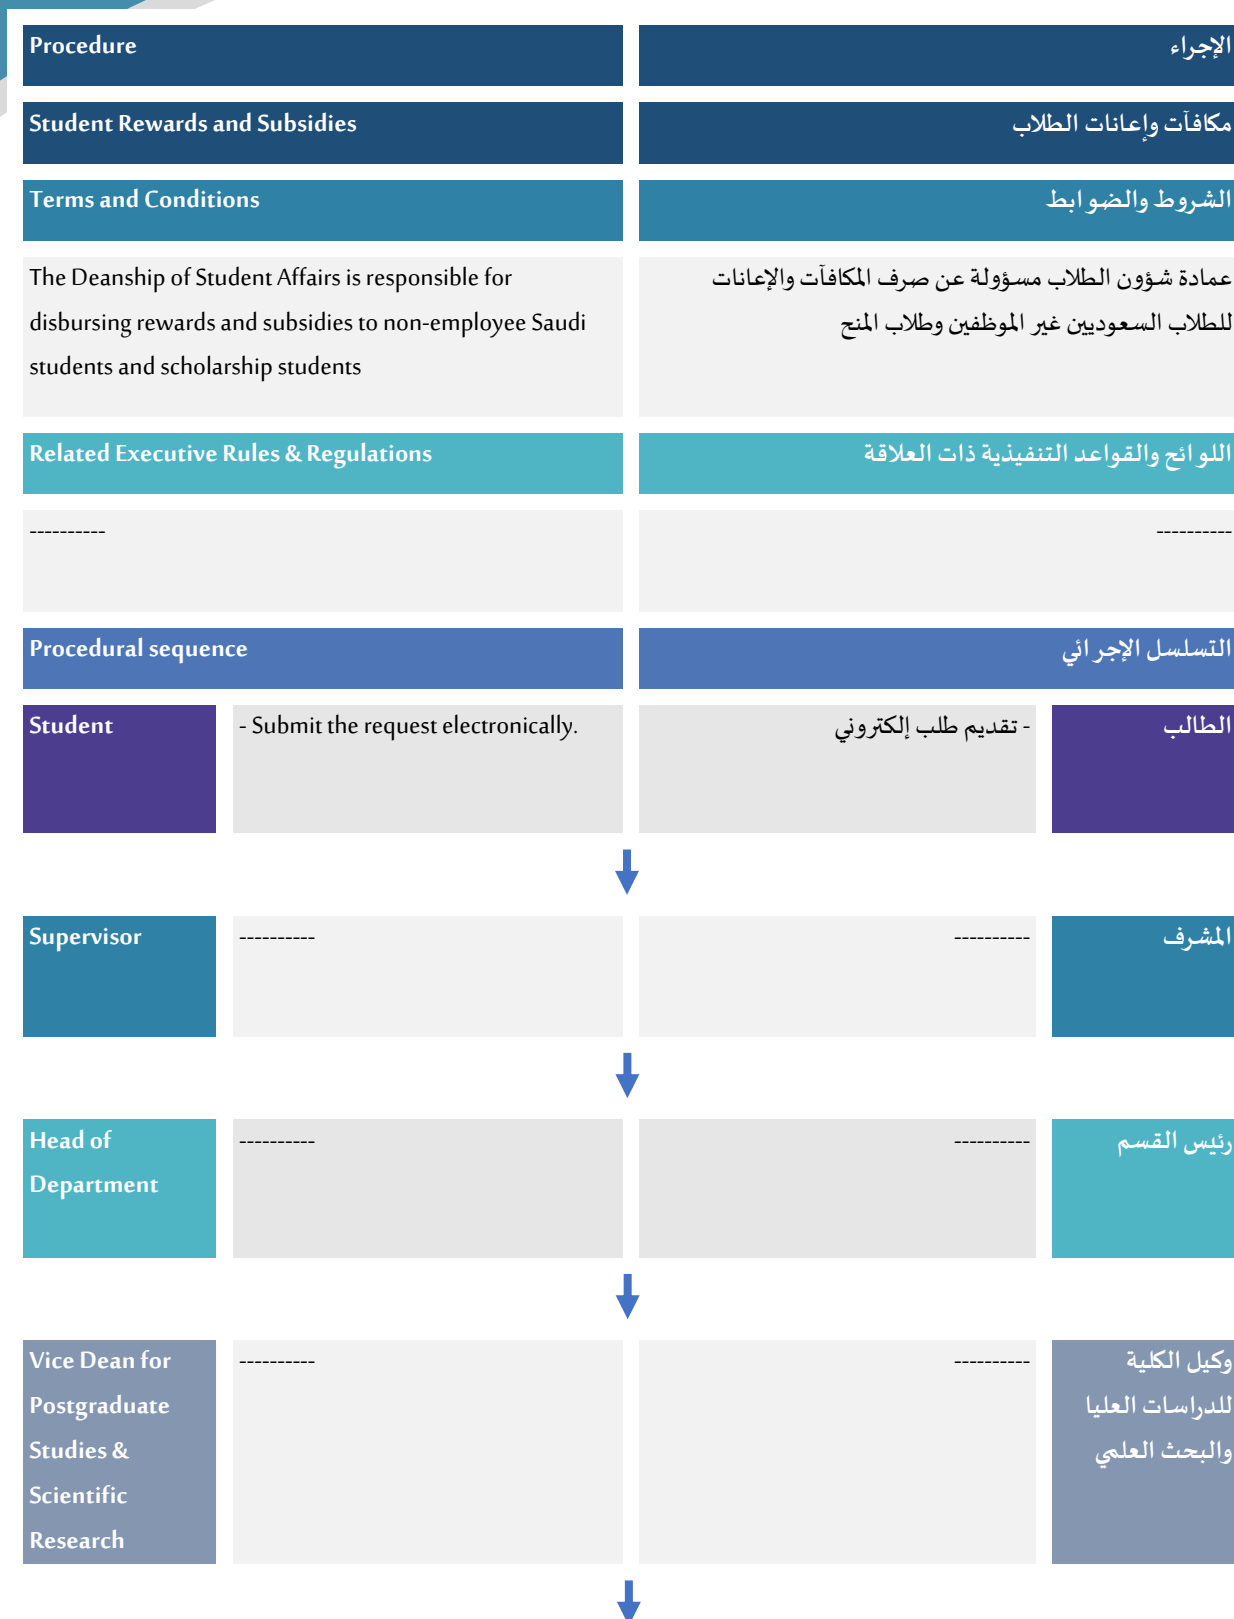 Procedure
الإجراء
Student Rewards and Subsidies
مكافآت وإعانات الطلاب
Terms and Conditions
الشروط والضوابط
The Deanship of Student Affairs is responsible for
disbursing rewards and subsidies to non-employee Saudi
students and scholarship students
عمادة شؤون الطلاب مسؤولة عن صرف المكافآت والإعانات
للطلاب السعوديين غير الموظفين وطلاب المنح
Related Executive Rules & Regulations
اللوائح والقواعد التنفيذية ذات العلاقة
----------
----------
Procedural sequence
التسلسل الإجرائي
Student
- Submit the request electronically.
- تقديم طلب إلكتروني
الطالب
Supervisor
----------
----------
المشرف
Head of
Department
----------
----------
رئيس القسم
Vice Dean for
Postgraduate
Studies &
Scientific
Research
----------
----------
وكيل الكلية
للدراسات العليا
والبحث العلمي